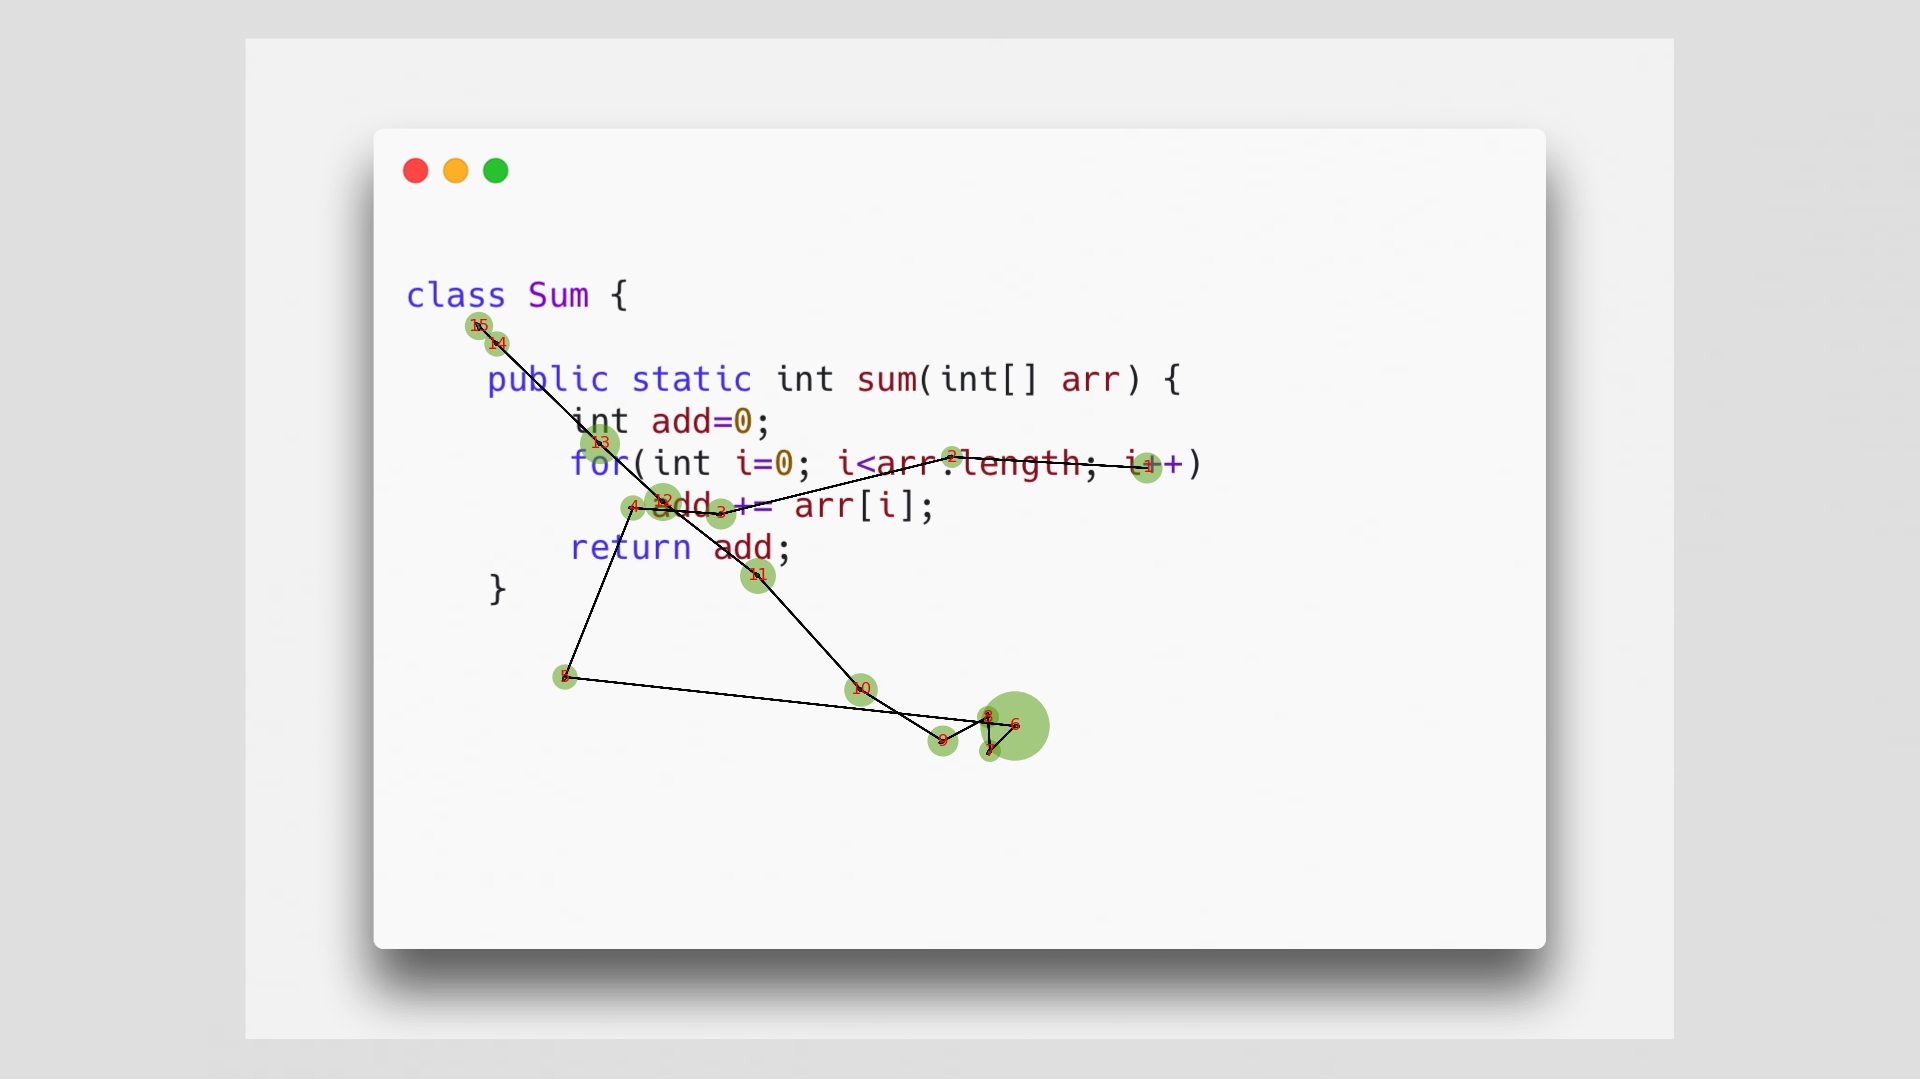 class Sum {
public static int sum(int[] arr) {
int add=0;
for(int i=0; i<arr.length; i++)
add += arr[i];
return add;
}
15
14
13
12
4
3
2
1
11
5
10
9
8
6
7